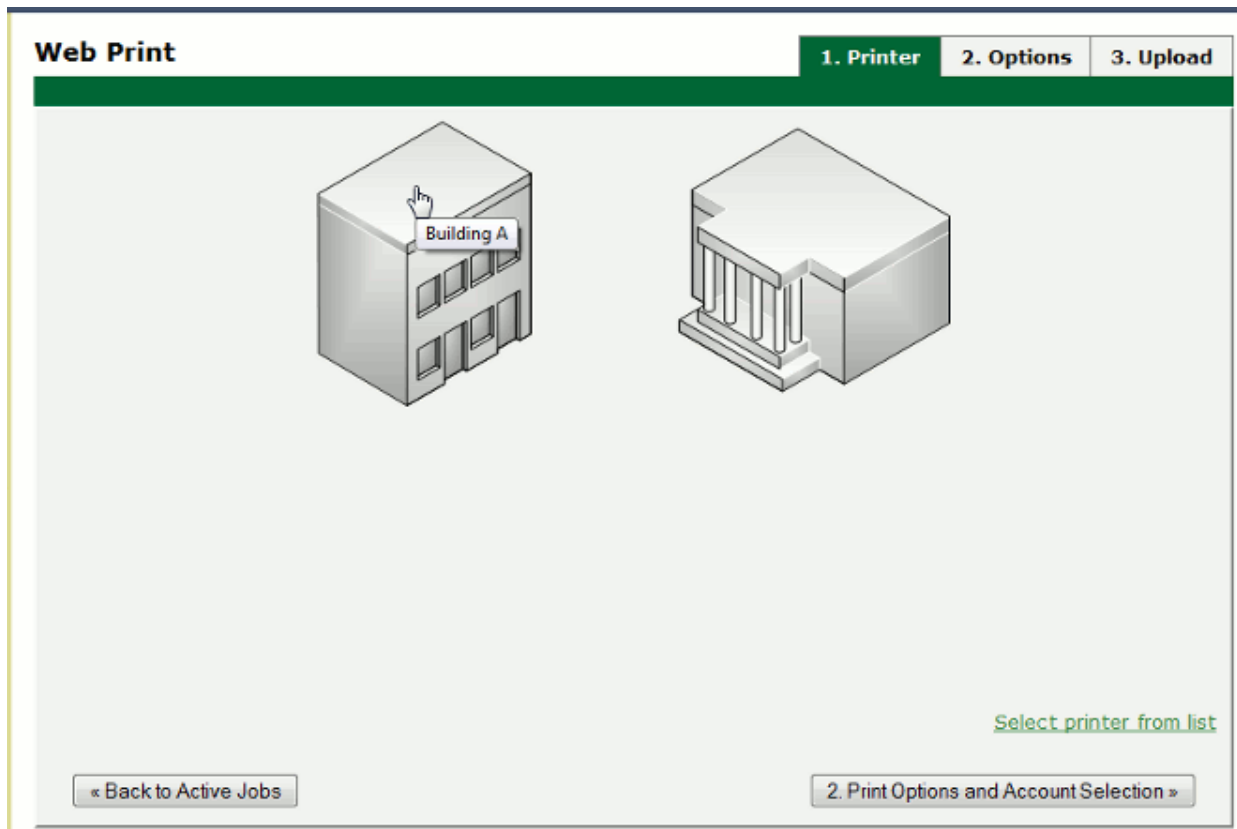 Web Print
1. Printer
2. Options
3. Upload
Building A
Select printer from list
« Back to Active Jobs
2. Print Options and Account Selection »